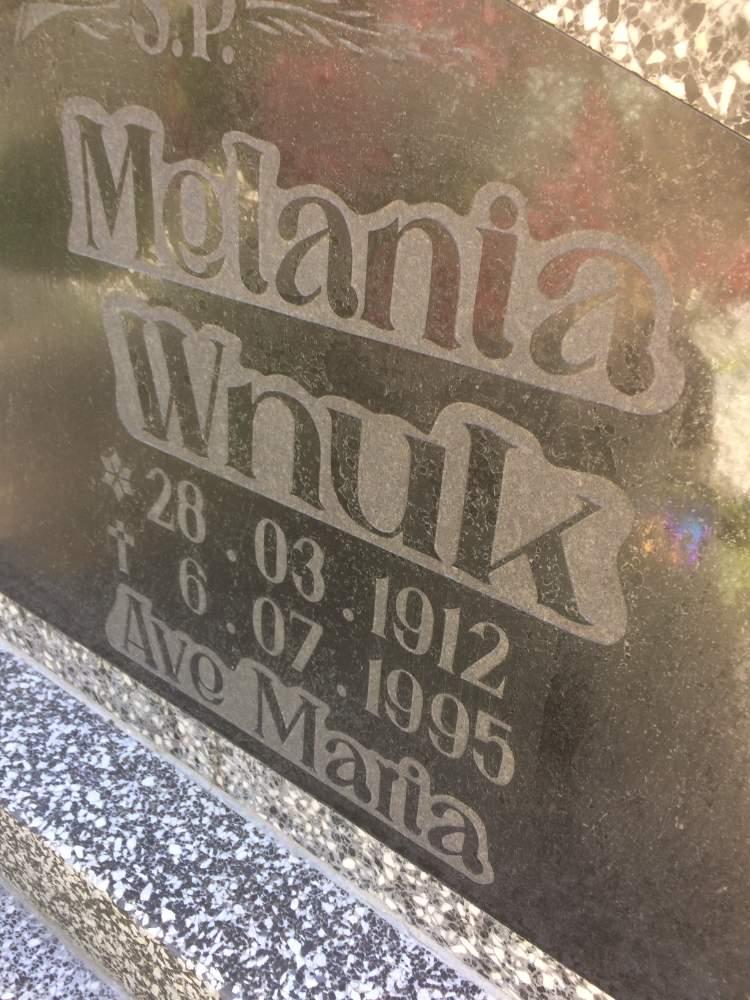 Ś.P.
Melania
Wnuk
* 28.03.1912
† 6.07.1995
Ave Maria